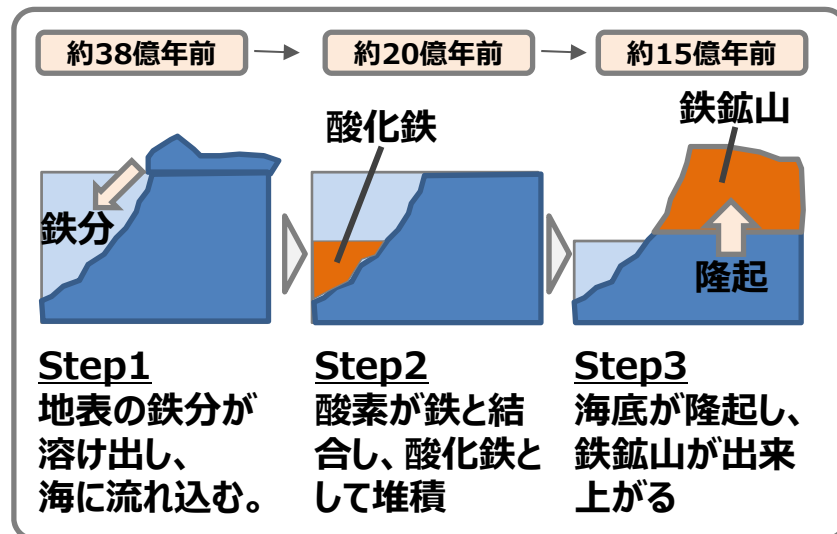 約38億年前
約20億年前
約15億年前
鉄分
酸化鉄
鉄鉱山
隆起
Step1
地表の鉄分が
溶け出し、
海に流れ込む。
Step2
酸素が鉄と結
合し、酸化鉄と
して堆積
Step3
海底が隆起し、
鉄鉱山が出来
上がる